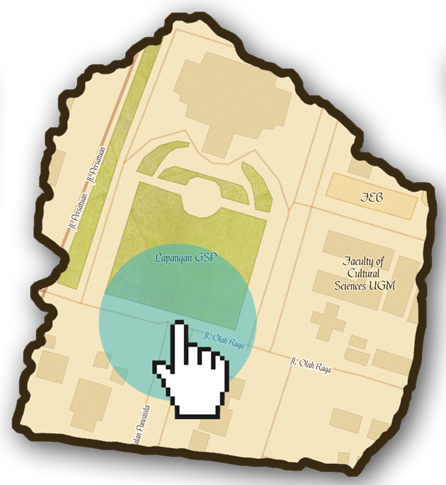 FEB
Jl. Persatuan
Jl. Persatuan
Lapangan GSP
Faculty of
Cultural
Sciences UGM
Jl. Olah Raga
Jl. Olah Raga
Jalan Pancasila